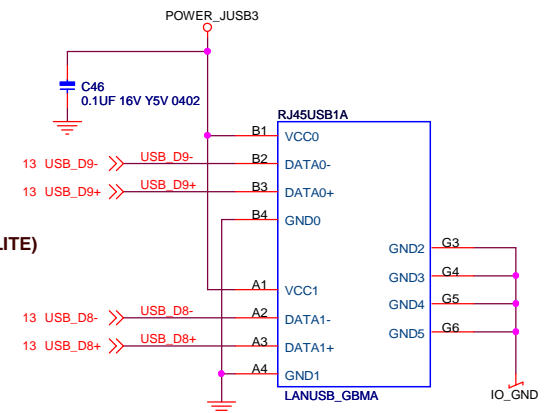 POWER_JUSB3
C46
0.1UF 16V Y5V 0402
RJ45USB1A
B1 VCC0
13 USB_D9- USB_D9- B2 DATA0-
13 USB_D9+ USB_D9+ B3 DATA0+
B4 GND0
LITE)
GND2 G3
GND3 G4
A1 VCC1
GND4 G5
13 USB_D8- USB_D8- A2 DATA1-
GND5 G6
13 USB_D8+ USB_D8+ A3 DATA1+
A4 GND1
LANUSB_GBMA
IO_GND